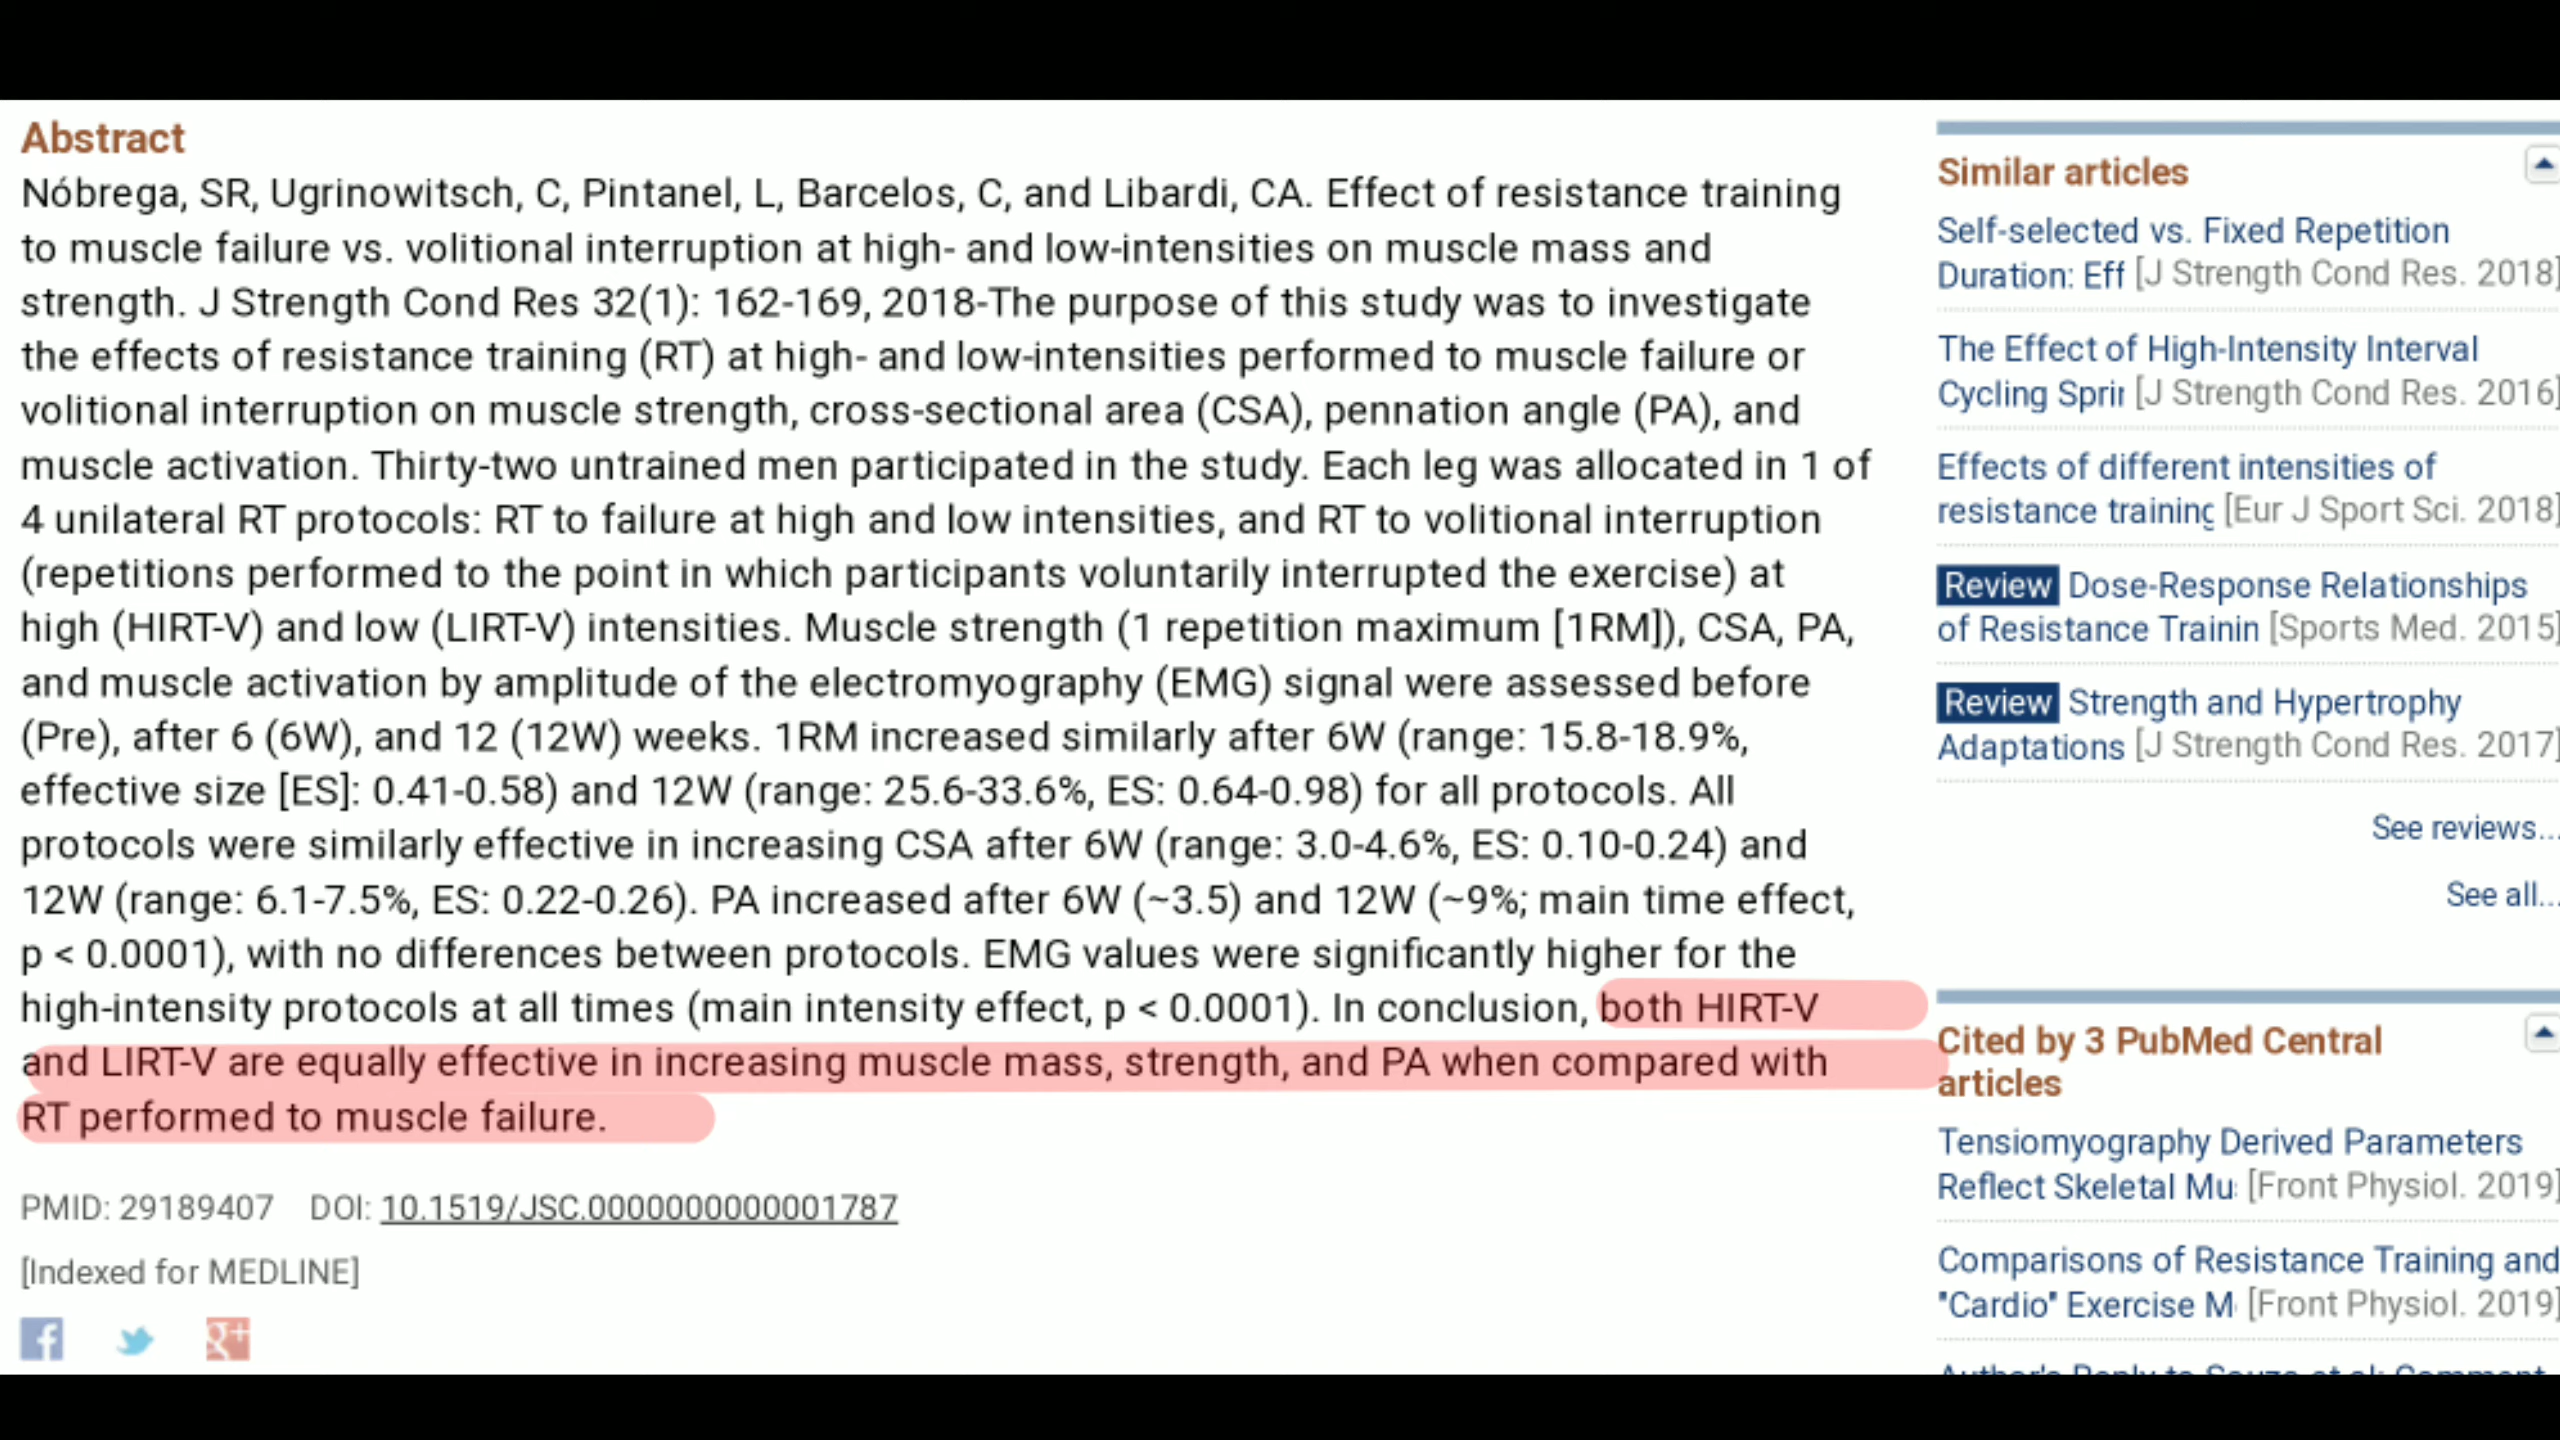 Abstract
Nóbrega, SR, Ugrinowitsch, C, Pintanel, L, Barcelos, C, and Libardi, CA. Effect of resistance training
to muscle failure vs. volitional interruption at high- and low-intensities on muscle mass and
strength. J Strength Cond Res 32(1): 162-169, 2018-The purpose of this study was to investigate
the effects of resistance training (RT) at high- and low-intensities performed to muscle failure or
volitional interruption on muscle strength, cross-sectional area (CSA), pennation angle (PA), and
muscle activation. Thirty-two untrained men participated in the study. Each leg was allocated in 1 of
4 unilateral RT protocols: RT to failure at high and low intensities, and RT to volitional interruption
(repetitions performed to the point in which participants voluntarily interrupted the exercise) at
high (HIRT-V) and low (LIRT-V) intensities. Muscle strength (1 repetition maximum [1RM]), CSA, PA,
and muscle activation by amplitude of the electromyography (EMG) signal were assessed before
(Pre), after 6 (6W), and 12 (12W) weeks. 1RM increased similarly after 6W (range: 15.8-18.9%,
effective size [ES]: 0.41-0.58) and 12W (range: 25.6-33.6%, ES: 0.64-0.98) for all protocols. All
protocols were similarly effective in increasing CSA after 6W (range: 3.0-4.6%, ES: 0.10-0.24) and
12W (range: 6.1-7.5%, ES: 0.22-0.26). PA increased after 6W (~3.5) and 12W (~9%; main time effect,
p < 0.0001), with no differences between protocols. EMG values were significantly higher for the
high-intensity protocols at all times (main intensity effect, p < 0.0001). In conclusion, both HIRT-V
and LIRT-V are equally effective in increasing muscle mass, strength, and PA when compared with
RT performed to muscle failure.
PMID: 29189407 DOI: 10.1519/JSC.0000000000001787
[Indexed for MEDLINE]
f
g+
Similar articles
Self-selected vs. Fixed Repetition
Duration: Eff [J Strength Cond Res. 2018]
The Effect of High-Intensity Interval
Cycling Sprin [J Strength Cond Res. 2016]
Effects of different intensities of
resistance training [Eur J Sport Sci. 2018]
Review Dose-Response Relationships
of Resistance Trainin [Sports Med. 2015]
Review Strength and Hypertrophy
Adaptations [J Strength Cond Res. 2017]
See reviews...
See all...
Cited by 3 PubMed Central
articles
Tensiomyography Derived Parameters
Reflect Skeletal Mu [Front Physiol. 2019]
Comparisons of Resistance Training and
"Cardio" Exercise M [Front Physiol. 2019]